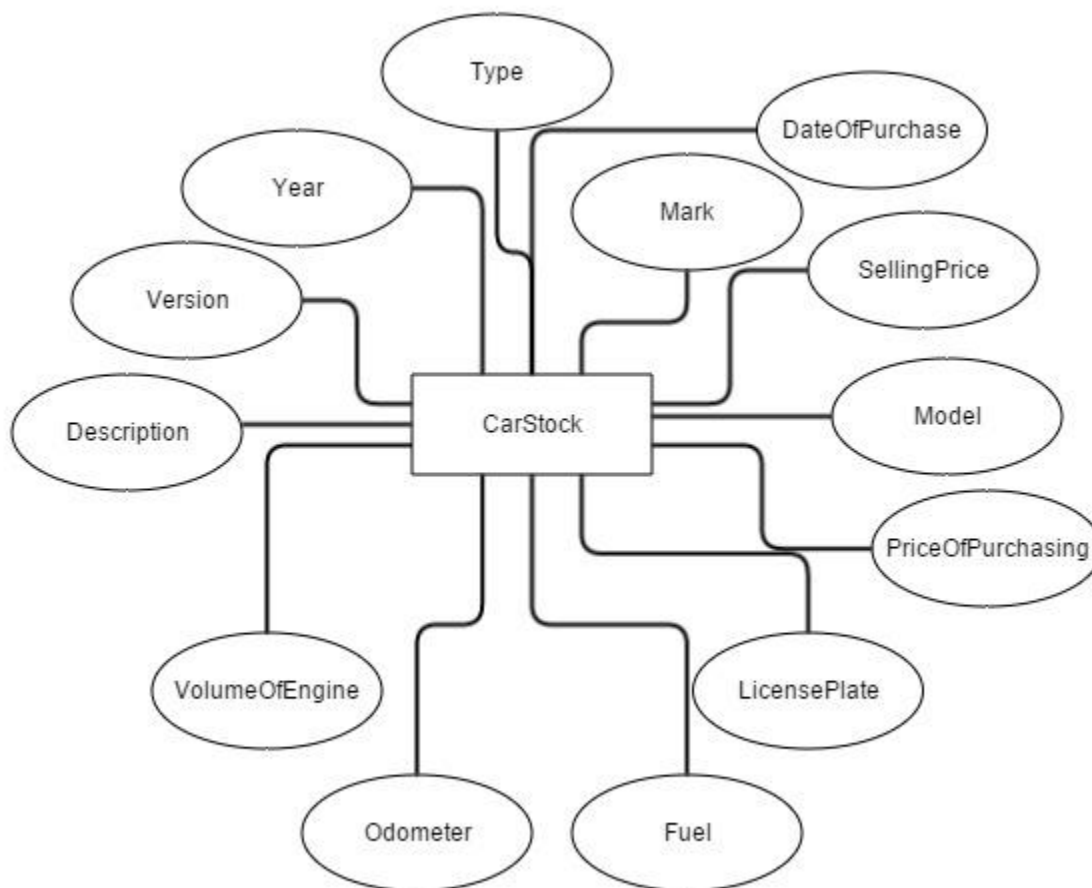 Type
DateOfPurchase
Year
Mark
SellingPrice
Version
Model
CarStock
Description
PriceOfPurchasing
VolumeOfEngine
LicensePlate
Odometer
Fuel